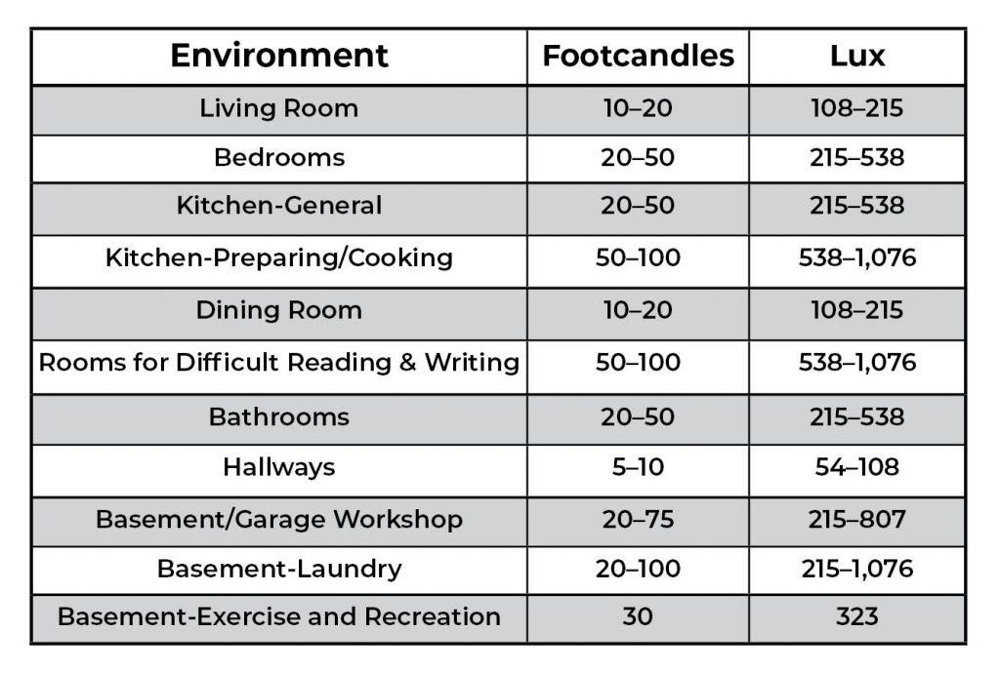 Environment Footcandles Lux
Living Room 10–20 108–215
Bedrooms 20–50 215–538
Kitchen-General 20–50 215–538
Kitchen-Preparing/Cooking 50–100 538–1,076
Dining Room 10–20 108–215
Rooms for Difficult Reading & Writing 50–100 538–1,076
Bathrooms 20–50 215–538
Hallways 5–10 54–108
Basement/Garage Workshop 20–75 215–807
Basement-Laundry 20–100 215–1,076
Basement-Exercise and Recreation 30 323